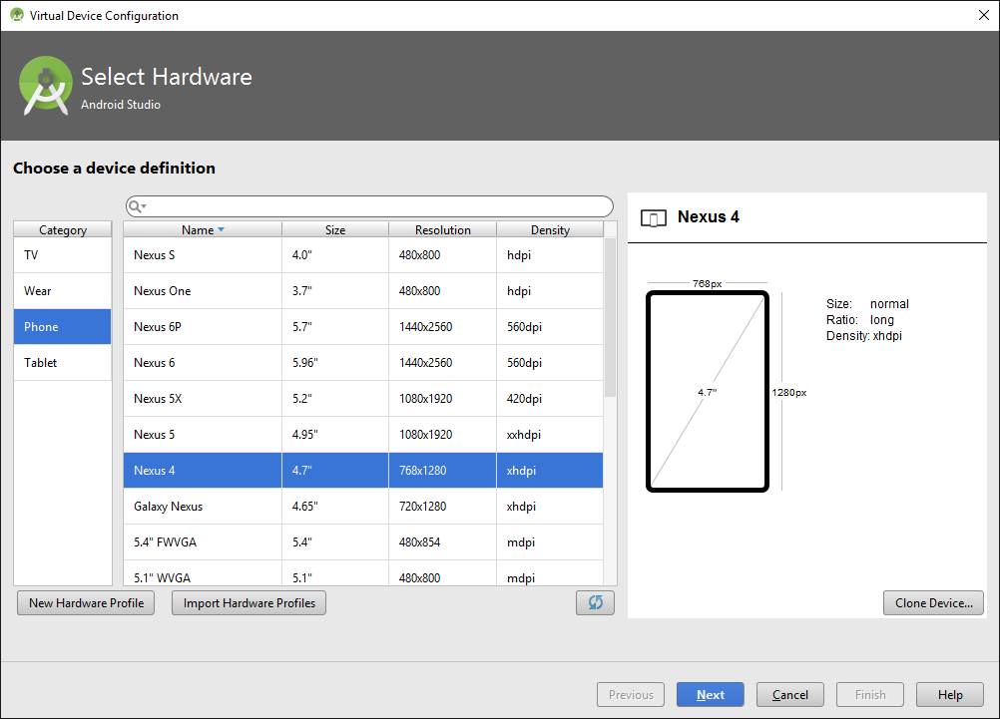 Virtual Device Configuration
Select Hardware
Android Studio
Choose a device definition
Category
TV
Wear
Phone
Tablet
Name Size Resolution Density
Nexus S 4.0" 480x800 hdpi
Nexus One 3.7" 480x800 hdpi
Nexus 6P 5.7" 1440x2560 560dpi
Nexus 6 5.96" 1440x2560 560dpi
Nexus 5X 5.2" 1080x1920 420dpi
Nexus 5 4.95" 1080x1920 xxhdpi
Nexus 4 4.7" 768x1280 xhdpi
Galaxy Nexus 4.65" 720x1280 xhdpi
5.4" FWVGA 5.4" 480x854 mdpi
5.1" WVGA 5.1" 480x800 mdpi
New Hardware Profile Import Hardware Profiles
Nexus 4
768px
4.7"
1280px
Size: normal
Ratio: long
Density: xhdpi
Clone Device...
Previous Next Cancel Finish Help